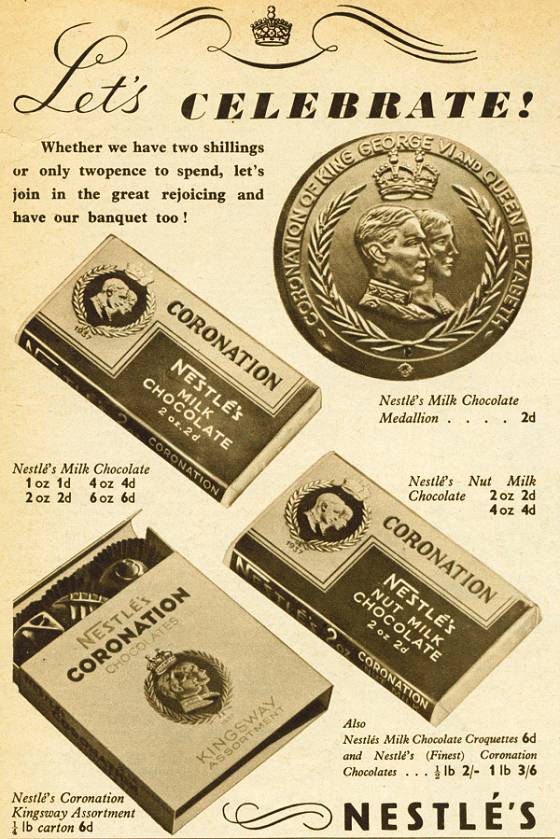 Let's CELEBRATE!
Whether we have two shillings
or only twopence to spend, let's
join in the great rejoicing and
have our banquet too!
CORONATION OF KING GEORGE VI AND QUEEN ELIZABETH
Nestlé's Milk Chocolate
Medallion . . . . 2d
1937
CORONATION
NESTLÉ'S
MILK
CHOCOLATE
2 oz. 2d
NESTLÉ'S 2
CORONATION
Nestlé's Milk Chocolate
1 oz 1d 4 oz 4d
2 oz 2d 6 oz 6d
Nestlé's Nut Milk
Chocolate 2 oz 2d
4 oz 4d
1937
CORONATION
NESTLÉ'S
NUT MILK
CHOCOLATE
2 oz 2d
NESTLÉ'S 2 oz
CORONATION
NESTLÉ'S
CORONATION
CHOCOLATES
KINGSWAY
ASSORTMENT
Also
Nestlés Milk Chocolate Croquettes 6d
and Nestlé's (Finest) Coronation
Chocolates . . . ½ lb 2/- 1 lb 3/6
Nestlé's Coronation
Kingsway Assortment
¼ lb carton 6d
NESTLÉ'S